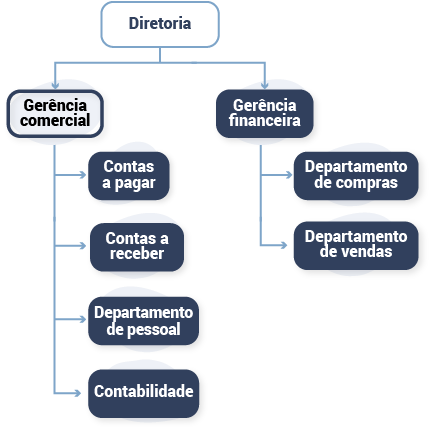 Diretoria
Gerência
comercial
Gerência
financeira
Contas
a pagar
Departamento
de compras
Contas a
receber
Departamento
de vendas
Departamento
de pessoal
Contabilidade